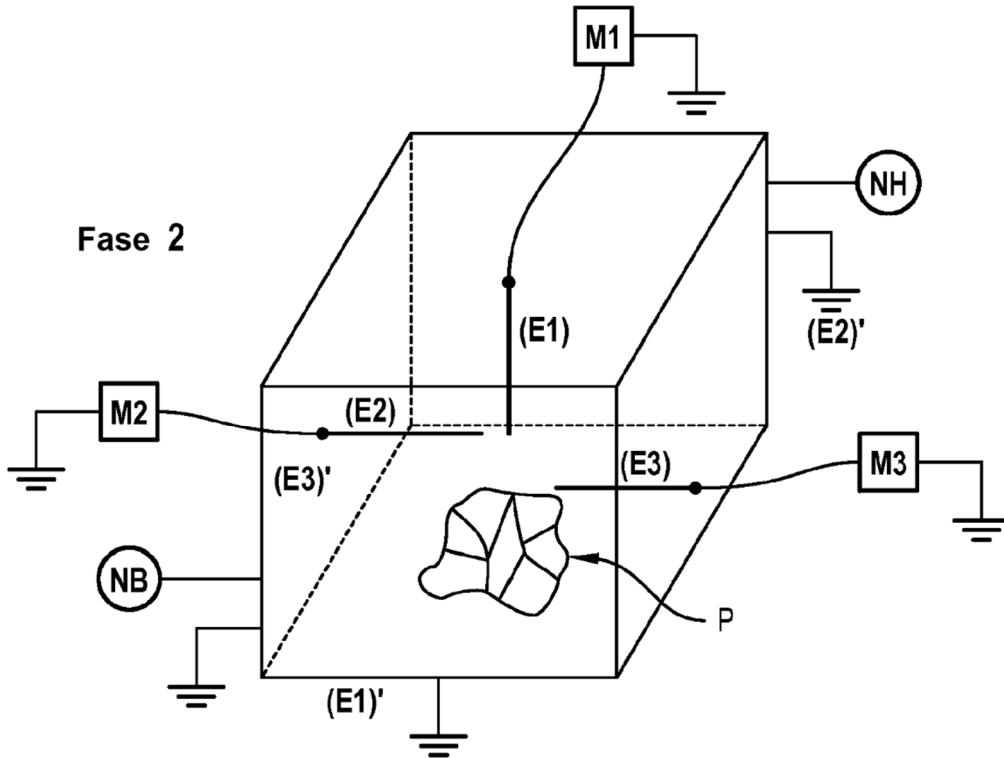 M1
NH
Fase 2
(E1)
(E2)'
M2
(E2)
(E3)'
(E3)
M3
NB
P
(E1)'